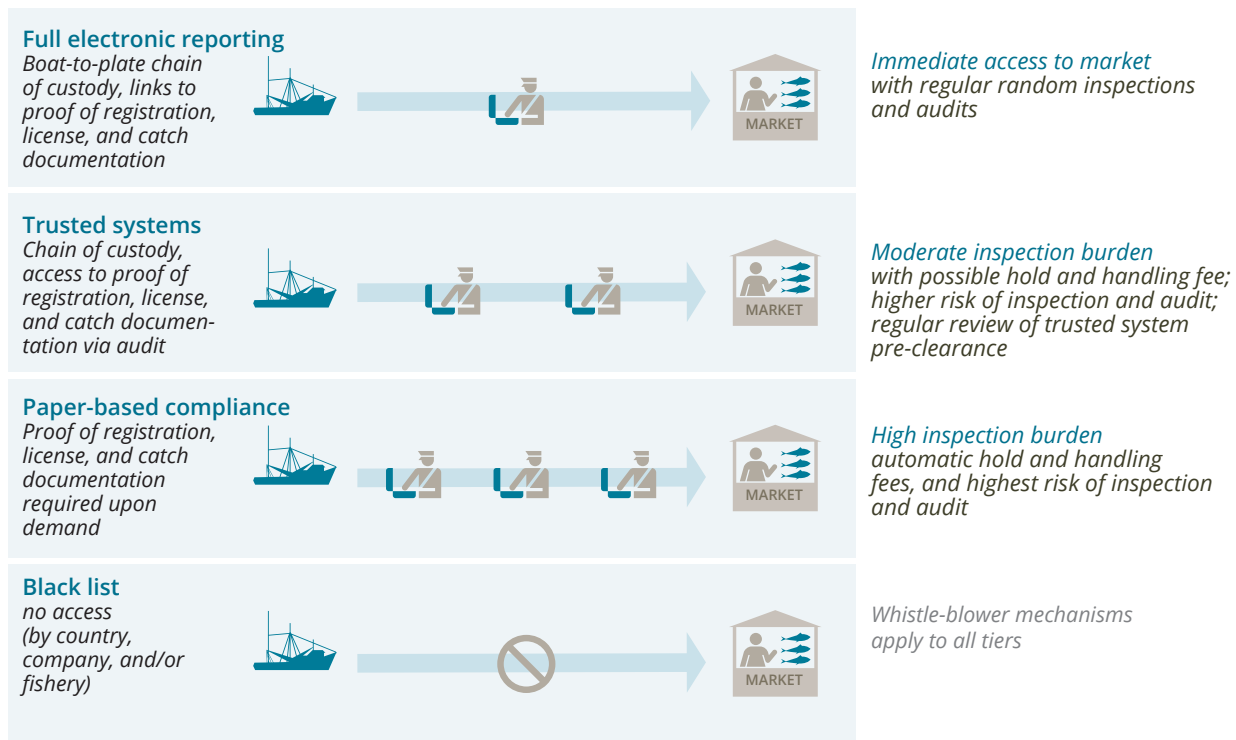 Full electronic reporting
Boat-to-plate chain
of custody, links to
proof of registration,
license, and catch
documentation
MARKET
Immediate access to market
with regular random inspections
and audits
Trusted systems
Chain of custody,
access to proof of
registration, license,
and catch documen-
tation via audit
MARKET
Moderate inspection burden
with possible hold and handling fee;
higher risk of inspection and audit;
regular review of trusted system
pre-clearance
Paper-based compliance
Proof of registration,
license, and catch
documentation
required upon
demand
MARKET
High inspection burden
automatic hold and handling
fees, and highest risk of inspection
and audit
Black list
no access
(by country,
company, and/or
fishery)
MARKET
Whistle-blower mechanisms
apply to all tiers